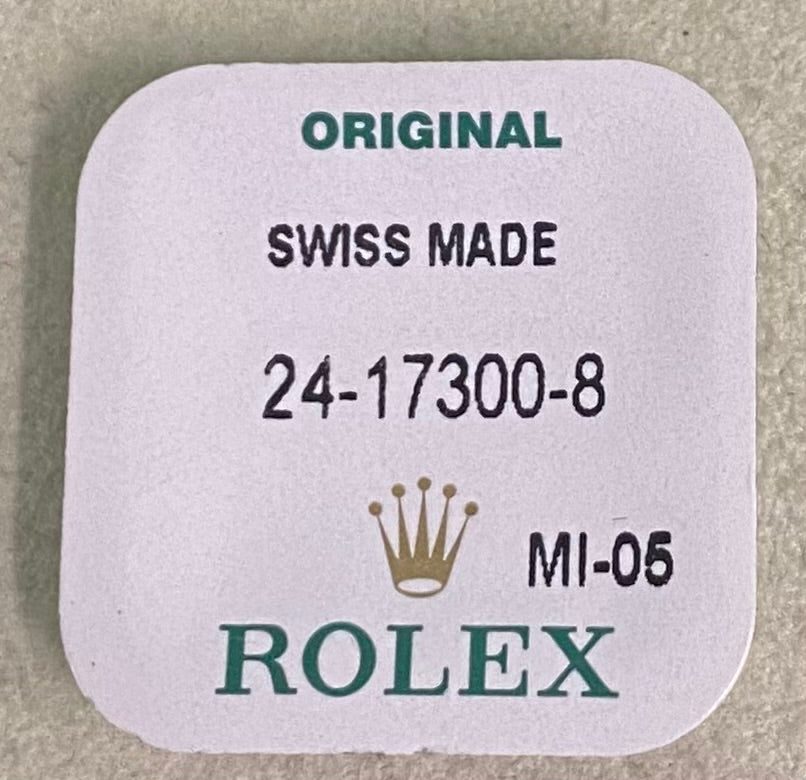 ORIGINAL
SWISS MADE
24-17300-8
MI-05
ROLEX